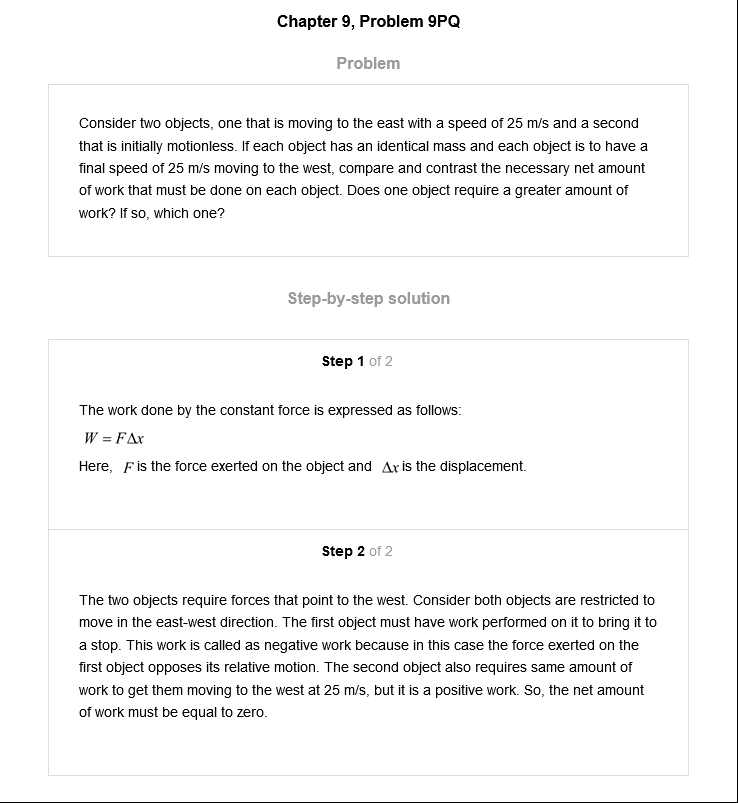 Chapter 9, Problem 9PQ
Problem
Consider two objects, one that is moving to the east with a speed of 25 m/s and a second
that is initially motionless. If each object has an identical mass and each object is to have a
final speed of 25 m/s moving to the west, compare and contrast the necessary net amount
of work that must be done on each object. Does one object require a greater amount of
work? If so, which one?
Step-by-step solution
Step 1 of 2
The work done by the constant force is expressed as follows:
W = FΔx
Here, F is the force exerted on the object and Δx is the displacement.
Step 2 of 2
The two objects require forces that point to the west. Consider both objects are restricted to
move in the east-west direction. The first object must have work performed on it to bring it to
a stop. This work is called as negative work because in this case the force exerted on the
first object opposes its relative motion. The second object also requires same amount of
work to get them moving to the west at 25 m/s, but it is a positive work. So, the net amount
of work must be equal to zero.